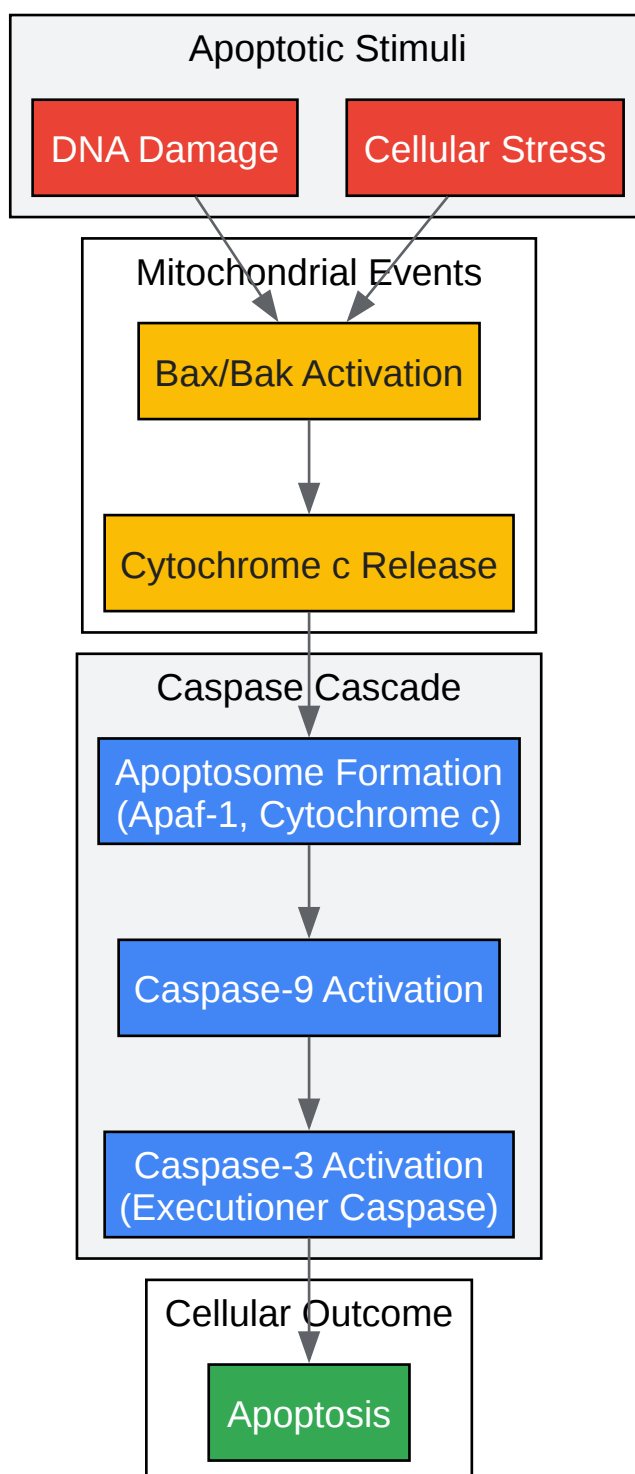 Apoptotic Stimuli
DNA Damage
Cellular Stress
Mitochondrial Events
Bax/Bak Activation
Cytochrome c Release
Caspase Cascade
Apoptosome Formation
(Apaf-1, Cytochrome c)
Caspase-9 Activation
Caspase-3 Activation
(Executioner Caspase)
Cellular Outcome
Apoptosis